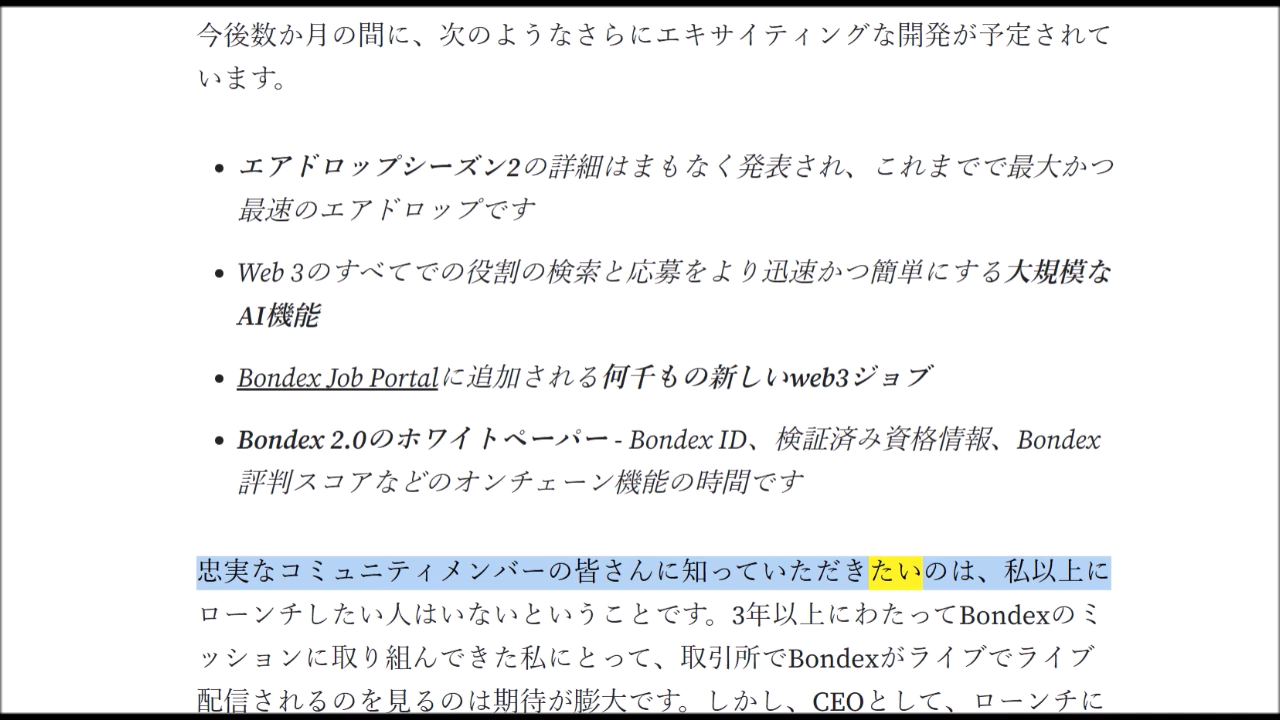 今後数か月の間に、次のようなさらにエキサイティングな開発が予定されて
います。
• エアドロップシーズン2の詳細はまもなく発表され、これまでで最大かつ
最速のエアドロップです
• Web 3のすべてでの役割の検索と応募をより迅速かつ簡単にする大規模な
AI機能
• Bondex Job Portalに追加される何千もの新しいweb3ジョブ
• Bondex 2.0のホワイトペーパー - Bondex ID、検証済み資格情報、Bondex
評判スコアなどのオンチェーン機能の時間です
忠実なコミュニティメンバーの皆さんに知っていただきたいのは、私以上に
ローンチしたい人はいないということです。3年以上にわたってBondexのミ
ッションに取り組んできた私にとって、取引所でBondexがライブでライブ
配信されるのを見るのは期待が膨大です。しかし、CEOとして、ローンチに